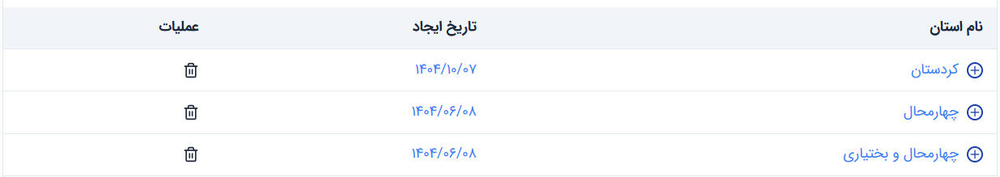 نام استان تاریخ ایجاد عملیات
کردستان ۱۴۰۴/۱۰/۰۷
چهارمحال ۱۴۰۴/۰۶/۰۸
چهارمحال و بختیاری ۱۴۰۴/۰۶/۰۸